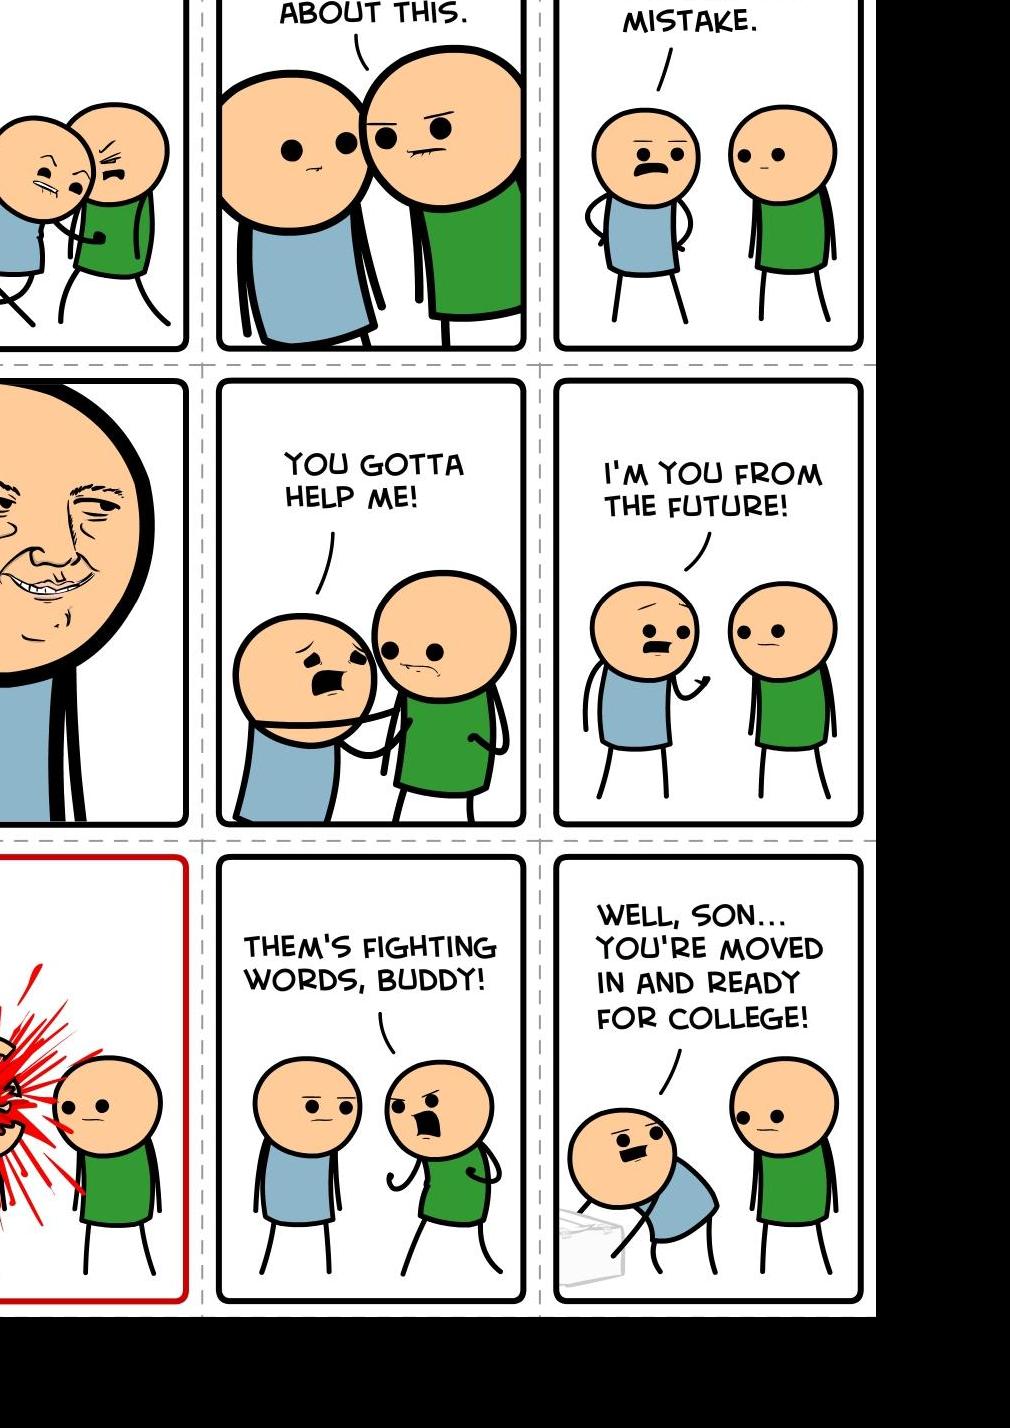 ABOUT THIS.
MISTAKE.
YOU GOTTA
HELP ME!
I'M YOU FROM
THE FUTURE!
THEM'S FIGHTING
WORDS, BUDDY!
WELL, SON...
YOU'RE MOVED
IN AND READY
FOR COLLEGE!